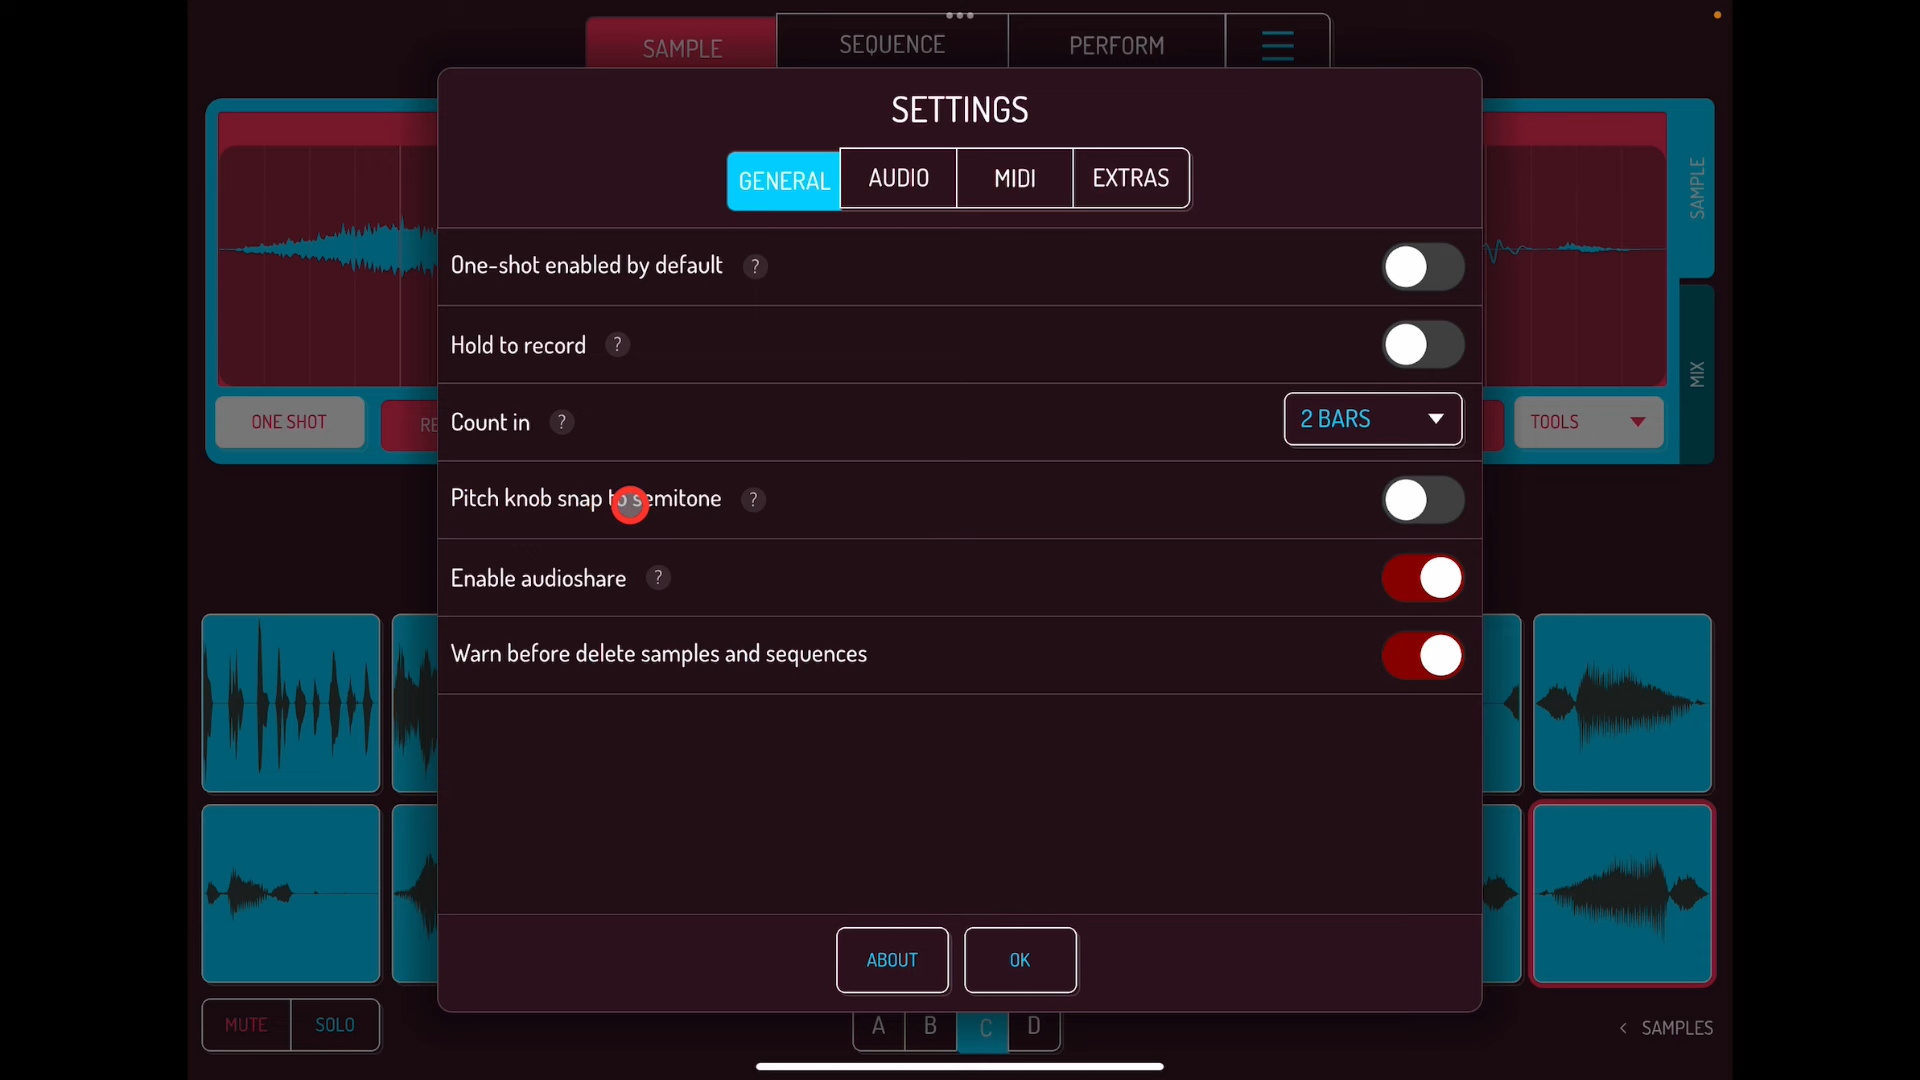 SAMPLE
SEQUENCE
PERFORM
SETTINGS
GENERAL
AUDIO
MIDI
EXTRAS
One-shot enabled by default ?
Hold to record ?
Count in ?
2 BARS
Pitch knob snap to semitone ?
Enable audioshare ?
Warn before delete samples and sequences
ABOUT
OK
ONE SHOT
RE
TOOLS
SAMPLE
MIX
MUTE
SOLO
A
B
C
D
< SAMPLES